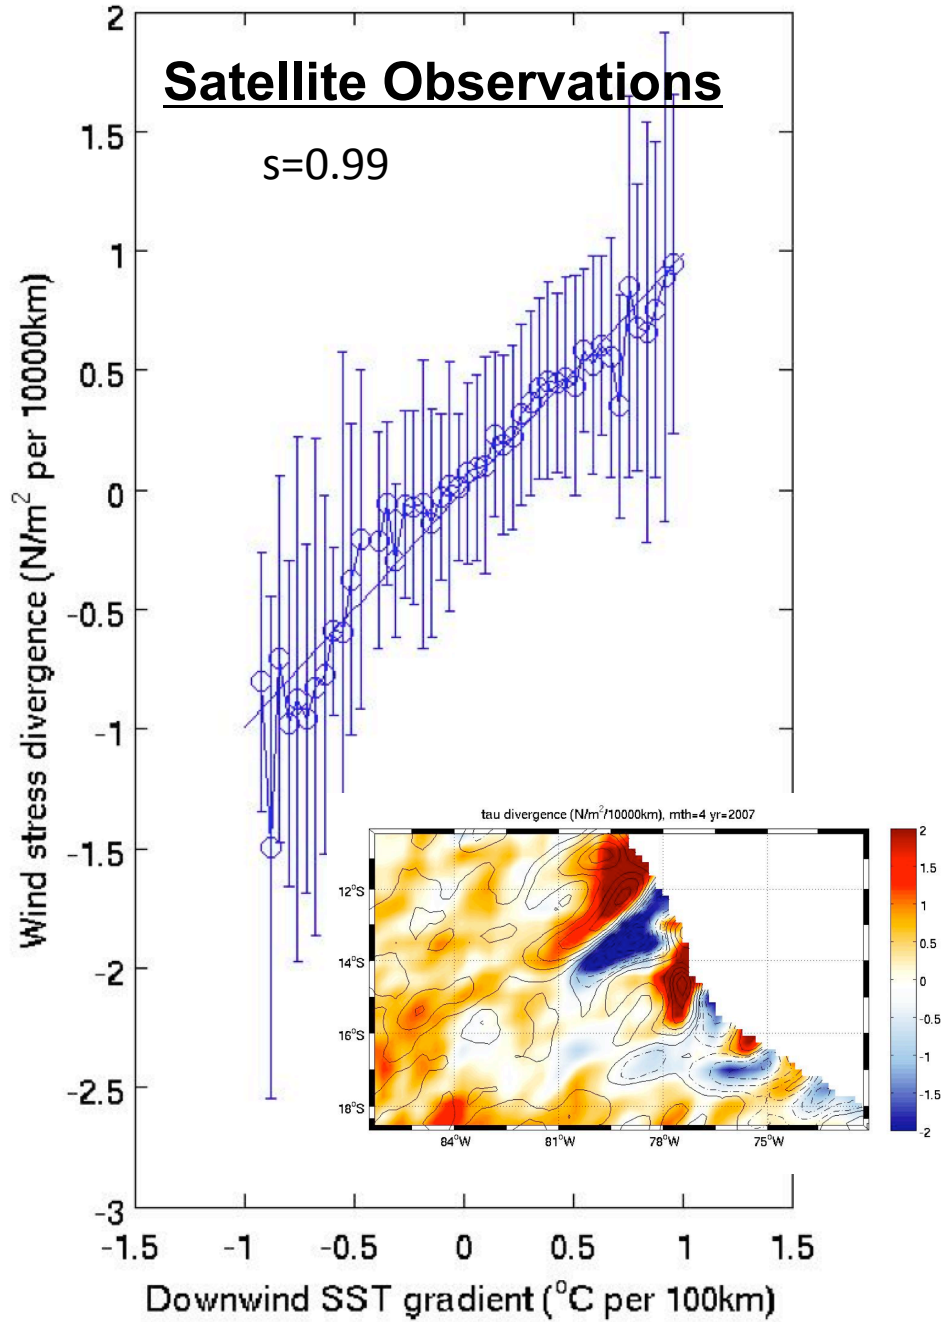 Satellite Observations
s=0.99
2
1.5
1
0.5
0
-0.5
-1
-1.5
-2
-2.5
-3
Wind stress divergence (N/m² per 10000km)
-1.5 -1 -0.5 0 0.5 1 1.5
Downwind SST gradient (°C per 100km)
tau divergence (N/m²/10000km), mth=4 yr=2007
12°S
14°S
16°S
18°S
84°W 81°W 78°W 75°W
2
1.5
1
0.5
0
-0.5
-1
-1.5
-2